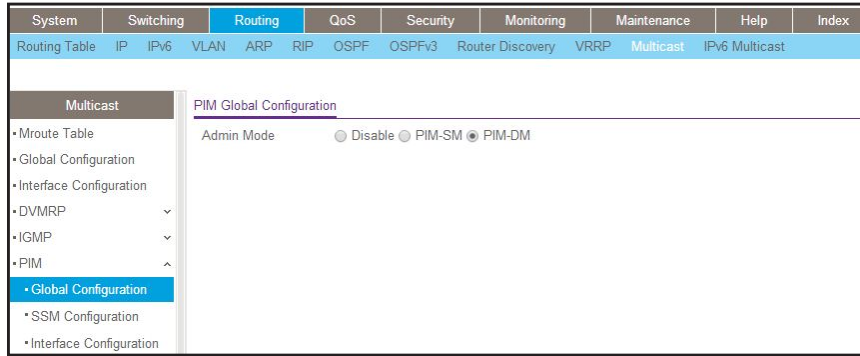 System Switching Routing QoS Security Monitoring Maintenance Help Index
Routing Table IP IPv6 VLAN ARP RIP OSPF OSPFv3 Router Discovery VRRP Multicast IPv6 Multicast
Multicast
PIM Global Configuration
Mroute Table
Admin Mode Disable PIM-SM PIM-DM
Global Configuration
Interface Configuration
DVMRP
IGMP
PIM
Global Configuration
SSM Configuration
Interface Configuration